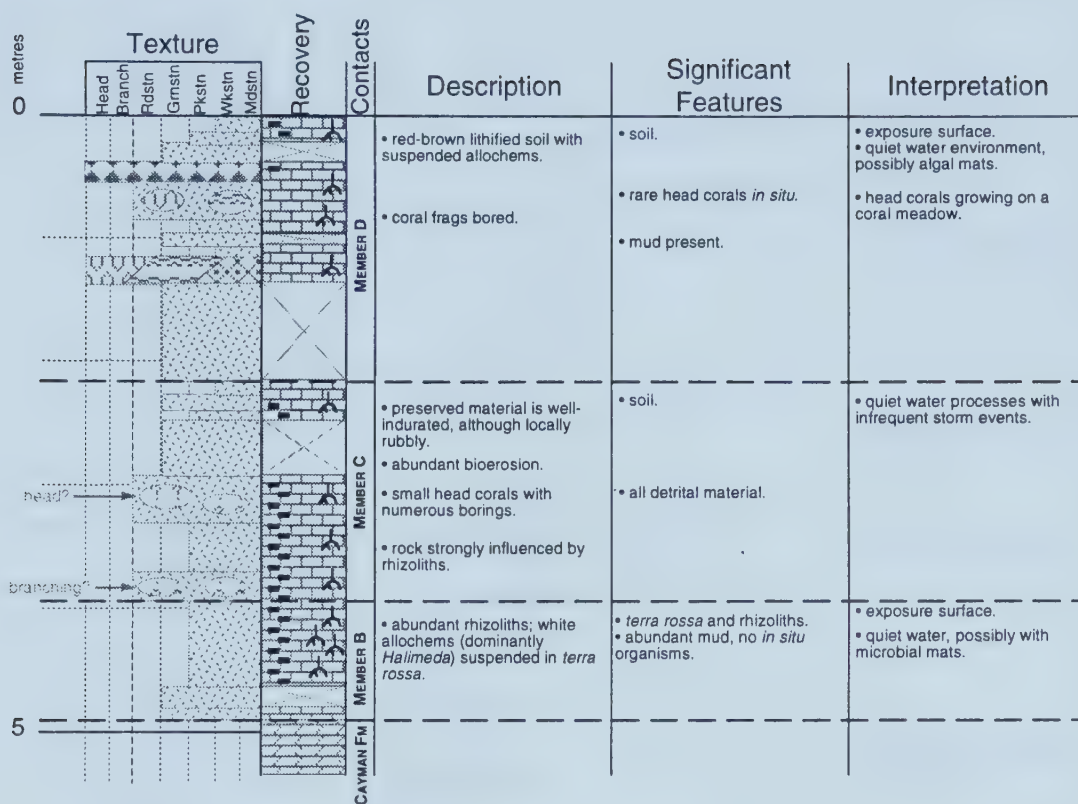 metres
0
5
Texture
Head
Branch
Rdstn
Grnstn
Pkstn
Wkstn
Mdstn
Recovery
Contacts
Description
Significant
Features
Interpretation
MEMBER D
• red-brown lithified soil with
suspended allochems.
• coral frags bored.
• soil.
• rare head corals in situ.
• mud present.
• exposure surface.
• quiet water environment,
possibly algal mats.
• head corals growing on a
coral meadow.
head?
branching?
MEMBER C
• preserved material is well-
indurated, although locally
rubbly.
• abundant bioerosion.
• small head corals with
numerous borings.
• rock strongly influenced by
rhizoliths.
• soil.
• all detrital material.
• quiet water processes with
infrequent storm events.
MEMBER B
• abundant rhizoliths; white
allochems (dominantly
Halimeda) suspended in terra
rossa.
• terra rossa and rhizoliths.
• abundant mud, no in situ
organisms.
• exposure surface.
• quiet water, possibly with
microbial mats.
CAYMAN FM